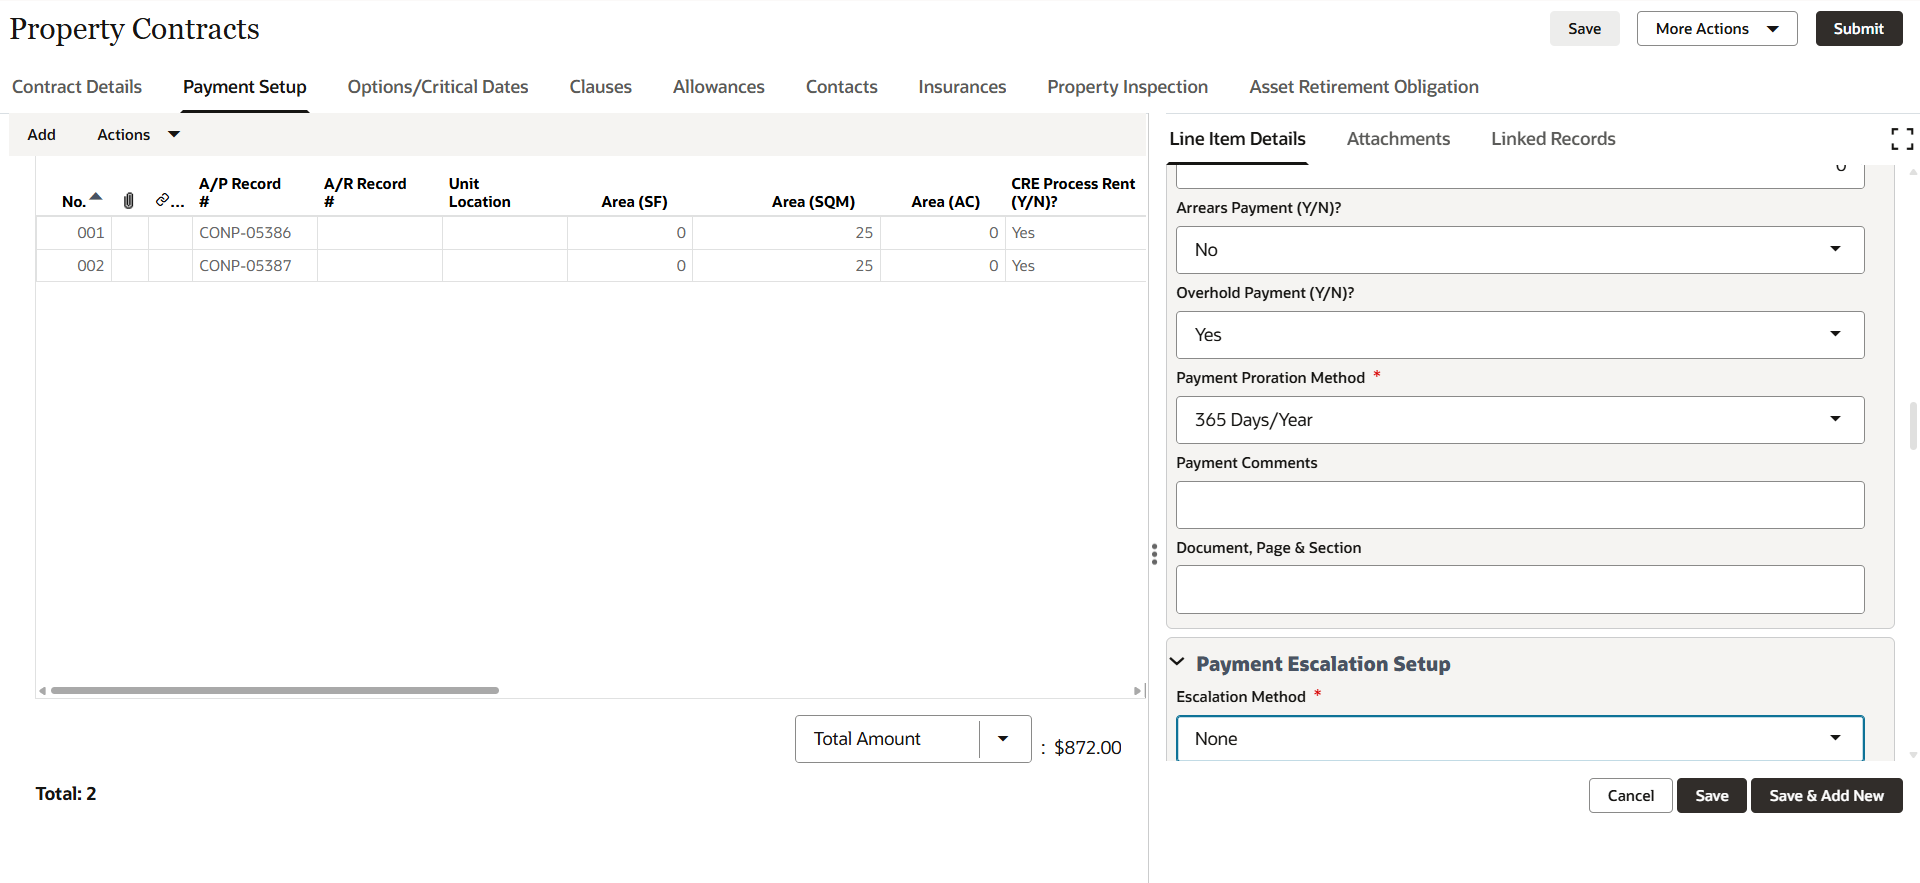 Property Contracts
Save
More Actions
Submit
Contract Details
Payment Setup
Options/Critical Dates
Clauses
Allowances
Contacts
Insurances
Property Inspection
Asset Retirement Obligation
Add
Actions
No. ... A/P Record # A/R Record # Unit Location Area (SF) Area (SQM) Area (AC) CRE Process Rent (Y/N)?
001 CONP-05386 0 25 0 Yes
002 CONP-05387 0 25 0 Yes
Total Amount : $872.00
Total: 2
Line Item Details
Attachments
Linked Records
0
Arrears Payment (Y/N)?
No
Overhold Payment (Y/N)?
Yes
Payment Proration Method *
365 Days/Year
Payment Comments
Document, Page & Section
Payment Escalation Setup
Escalation Method *
None
Cancel
Save
Save & Add New